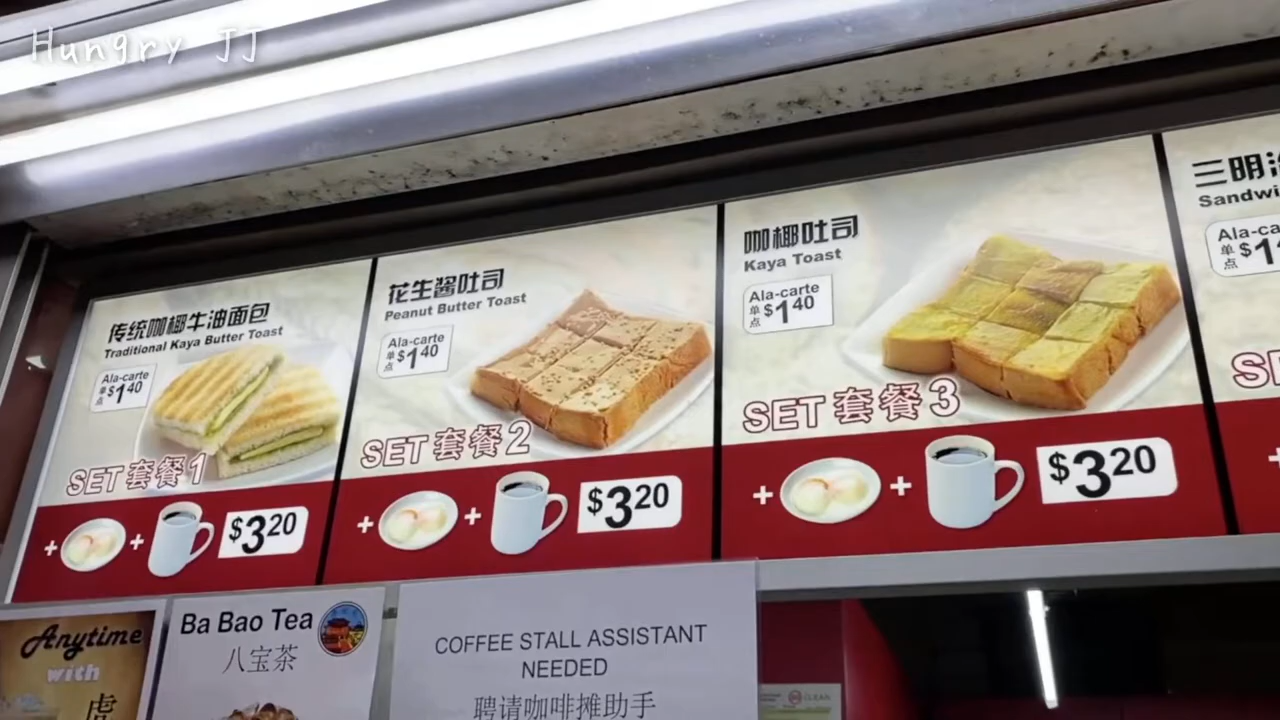 Hungry JJ
传统咖椰牛油面包
Traditional Kaya Butter Toast
Ala-carte
单点 $1.40
SET 套餐 1
+ + $3.20
花生酱吐司
Peanut Butter Toast
Ala-carte
单点 $1.40
SET 套餐 2
+ + $3.20
咖椰吐司
Kaya Toast
Ala-carte
单点 $1.40
SET 套餐 3
+ + $3.20
三明
Sandwi
Ala-ca
单点 $1
S
+
Anytime
with
虎
Ba Bao Tea
八宝茶
COFFEE STALL ASSISTANT
NEEDED
聘请咖啡摊助手
CLEAN